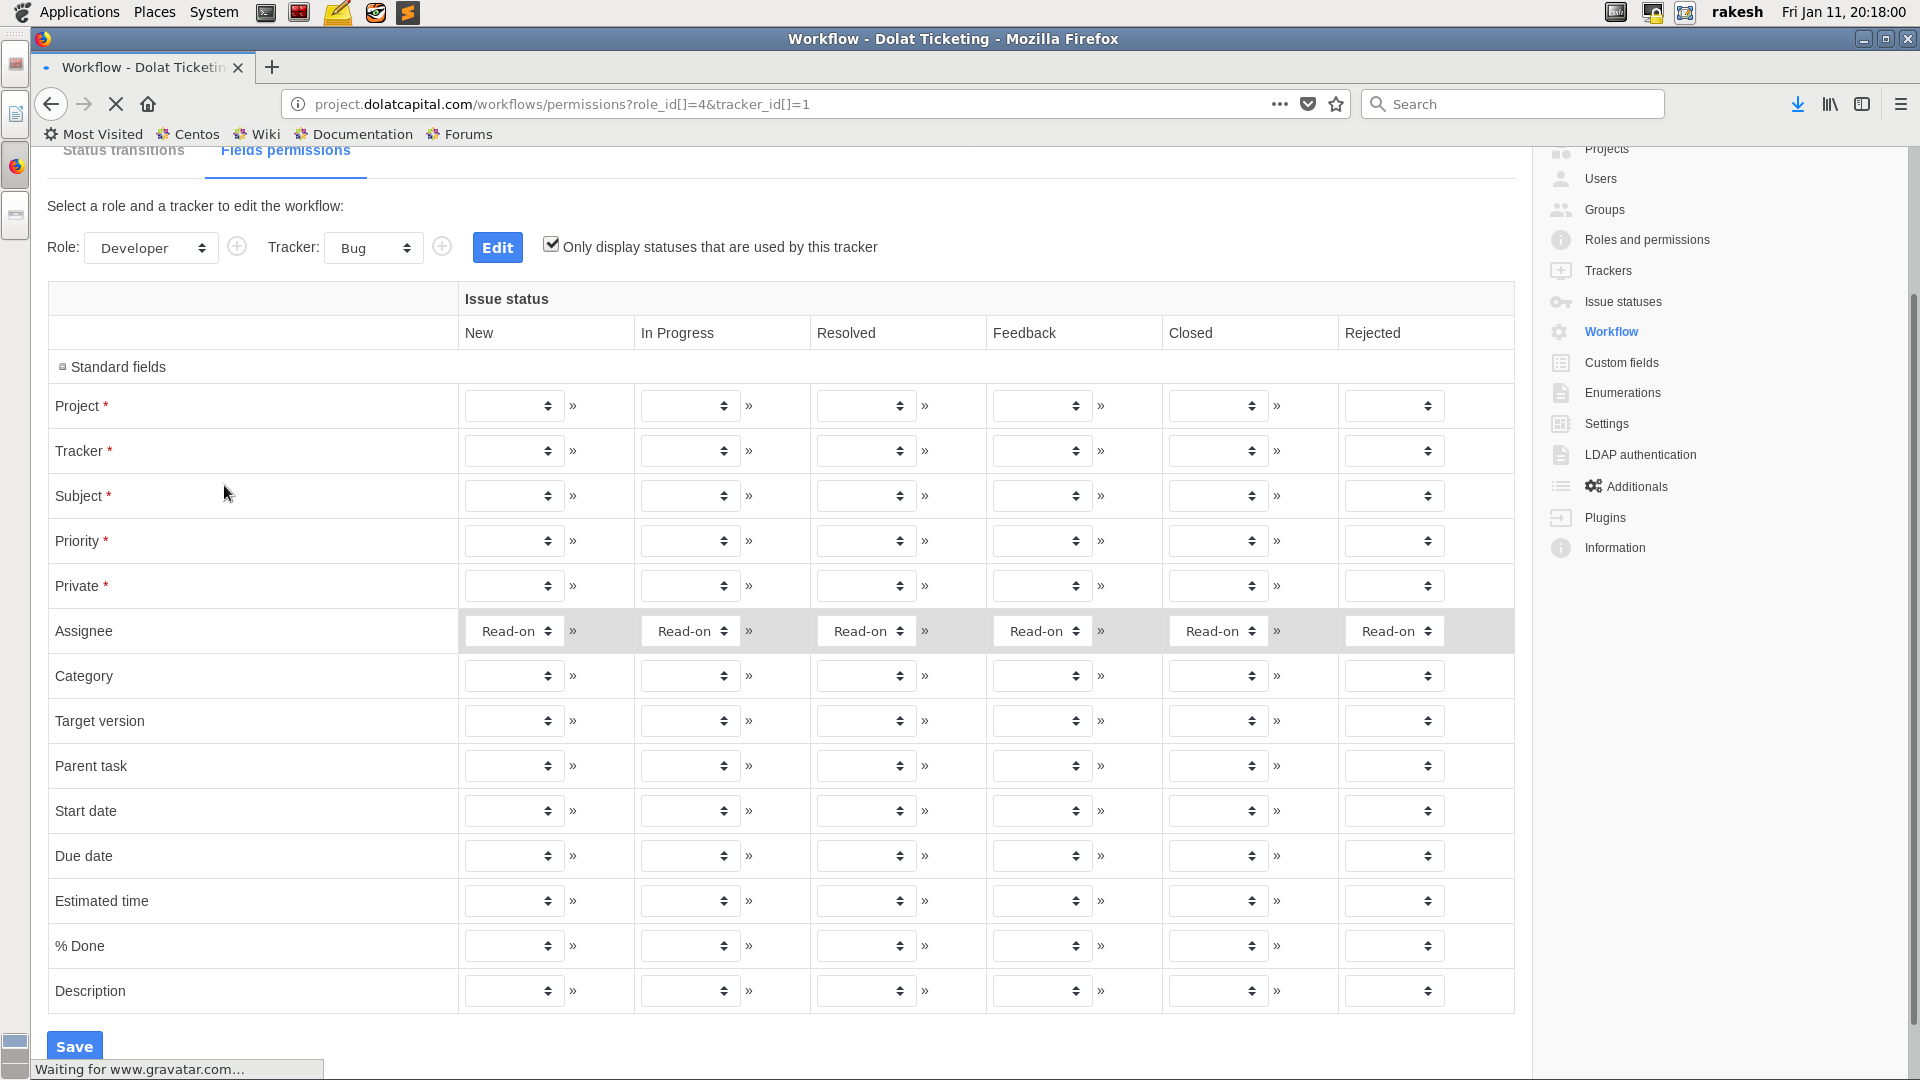 Applications Places System rakesh Fri Jan 11, 20:18:00
Workflow - Dolat Ticketing - Mozilla Firefox
Workflow - Dolat Ticketin
project.dolatcapital.com/workflows/permissions?role_id[]=4&tracker_id[]=1 Search
Most Visited Centos Wiki Documentation Forums
Status transitions Fields permissions
Select a role and a tracker to edit the workflow:
Role: Developer Tracker: Bug Edit Only display statuses that are used by this tracker
Issue status
New In Progress Resolved Feedback Closed Rejected
Standard fields
Project * » » » » »
Tracker * » » » » »
Subject * » » » » »
Priority * » » » » »
Private * » » » » »
Assignee Read-on » Read-on » Read-on » Read-on » Read-on » Read-on
Category » » » » »
Target version » » » » »
Parent task » » » » »
Start date » » » » »
Due date » » » » »
Estimated time » » » » »
% Done » » » » »
Description » » » » »
Save
Waiting for www.gravatar.com...
Projects
Users
Groups
Roles and permissions
Trackers
Issue statuses
Workflow
Custom fields
Enumerations
Settings
LDAP authentication
Additionals
Plugins
Information